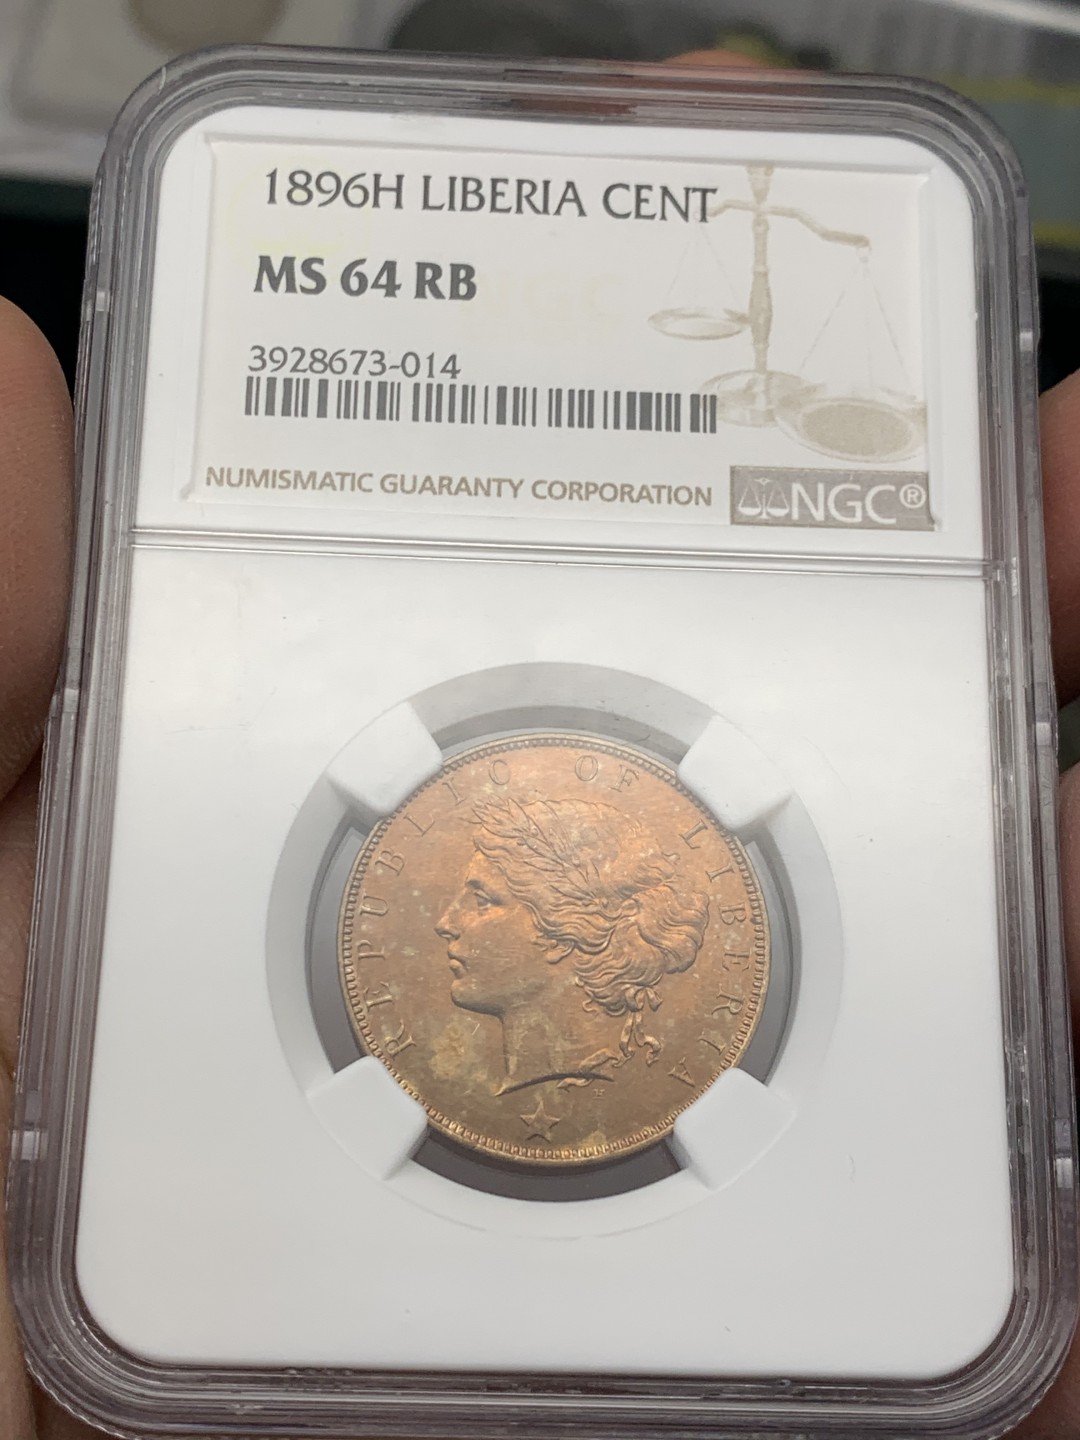 1896H LIBERIA CENT
MS 64 RB
3928673-014
NUMISMATIC GUARANTY CORPORATION
NGC®
REPUBLIC OF LIBERIA
H